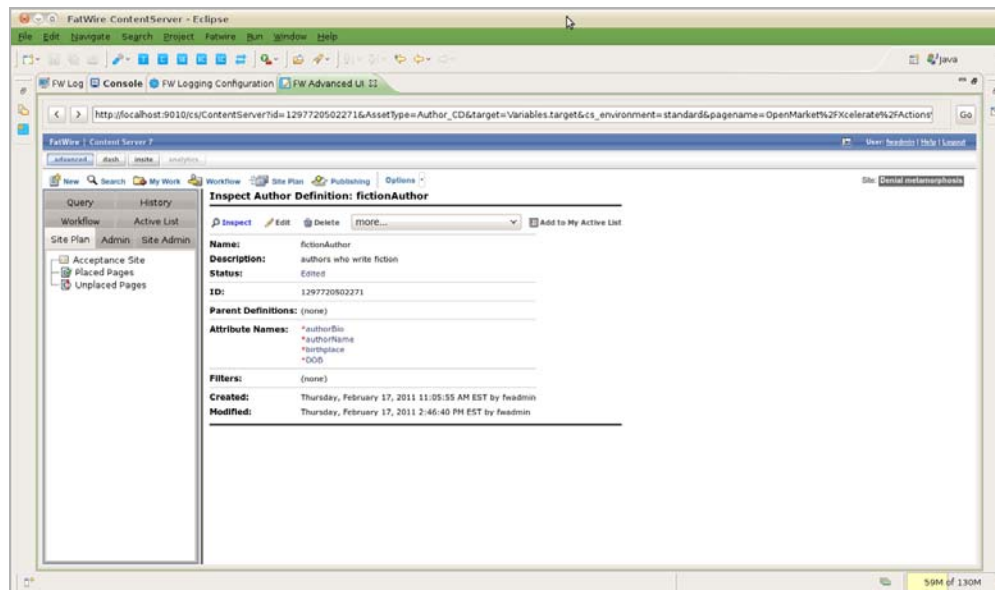 FatWire ContentServer - Eclipse
File Edit Navigate Search Project Fatwire Run Window Help
Java
FW Log Console FW Logging Configuration FW Advanced UI
http://localhost:9010/cs/ContentServer?id=1297720502271&AssetType=Author_CD&target=Variables.target&cs_environment=standard&pagename=OpenMarket%2FXcelerate%2FActions
Go
FatWire | Content Server 7
User: fwadmin | Help | Logout
advanced dash insite analytics
New Search My Work Workflow Site Plan Publishing Options
Site: Denial metamorphosis
Query History
Workflow Active List
Site Plan Admin Site Admin
Acceptance Site
Placed Pages
Unplaced Pages
Inspect Author Definition: fictionAuthor
Inspect Edit Delete more... Add to My Active List
Name: fictionAuthor
Description: authors who write fiction
Status: Edited
ID: 1297720502271
Parent Definitions: (none)
Attribute Names: *authorBio
*authorName
*birthplace
*DOB
Filters: (none)
Created: Thursday, February 17, 2011 11:05:55 AM EST by fwadmin
Modified: Thursday, February 17, 2011 2:46:40 PM EST by fwadmin
59M of 130M